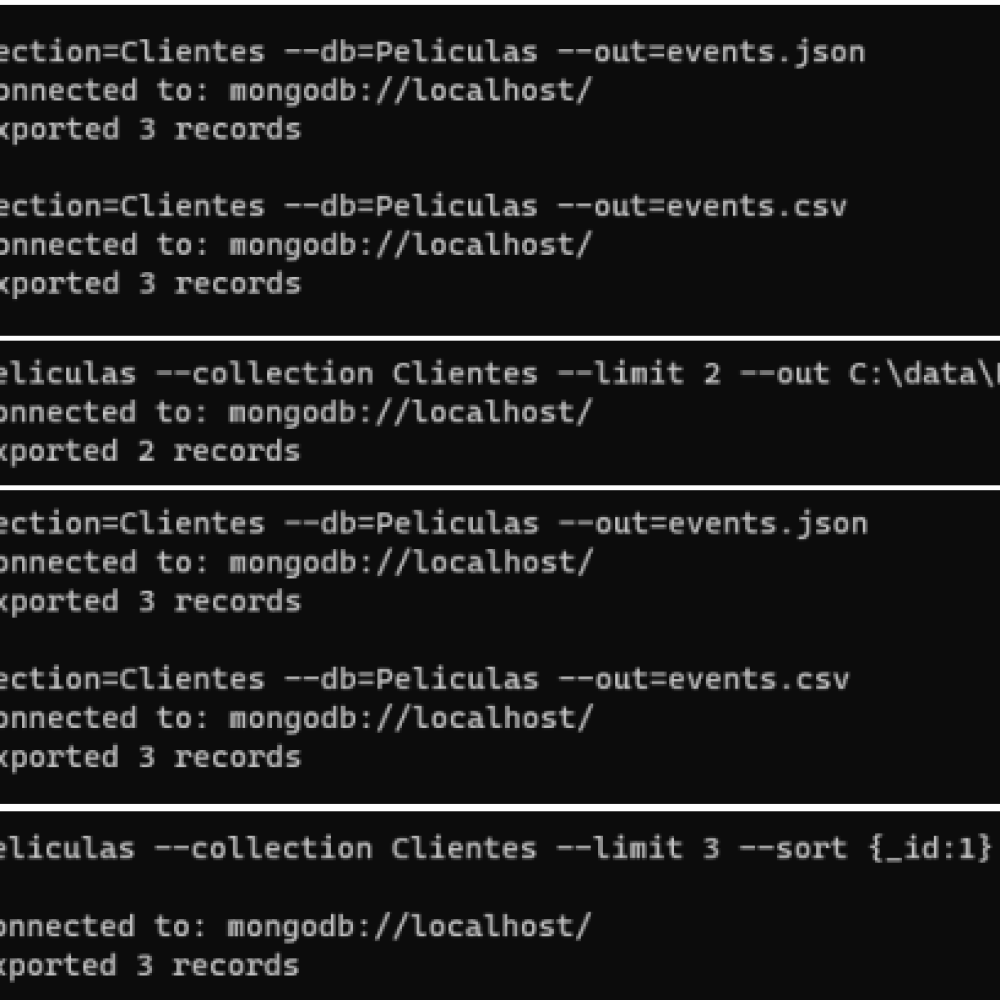 ection=Clientes --db=Peliculas --out=events.json
onnected to: mongodb://localhost/
xported 3 records
ection=Clientes --db=Peliculas --out=events.csv
onnected to: mongodb://localhost/
xported 3 records
eliculas --collection Clientes --limit 2 --out C:\data\
onnected to: mongodb://localhost/
xported 2 records
ection=Clientes --db=Peliculas --out=events.json
onnected to: mongodb://localhost/
xported 3 records
ection=Clientes --db=Peliculas --out=events.csv
onnected to: mongodb://localhost/
xported 3 records
eliculas --collection Clientes --limit 3 --sort {_id:1}
onnected to: mongodb://localhost/
xported 3 records